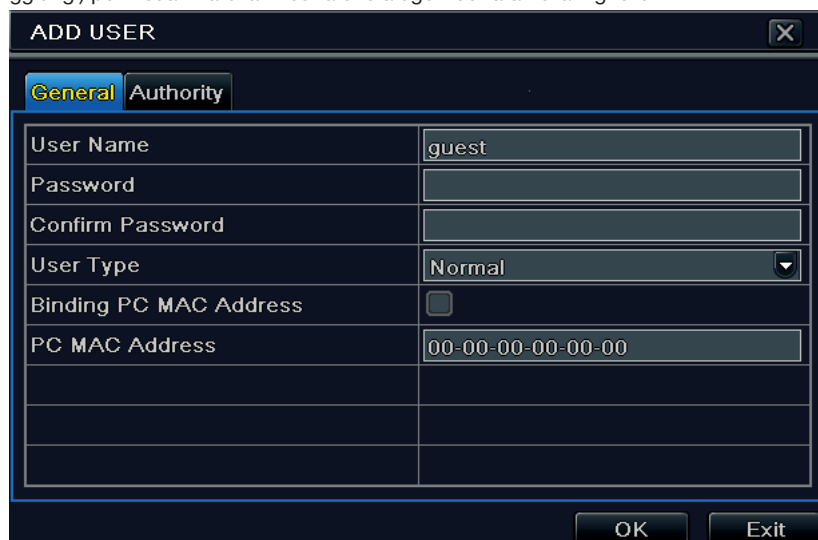 ADD USER
General Authority
User Name guest
Password
Confirm Password
User Type Normal
Binding PC MAC Address
PC MAC Address 00-00-00-00-00-00
OK Exit